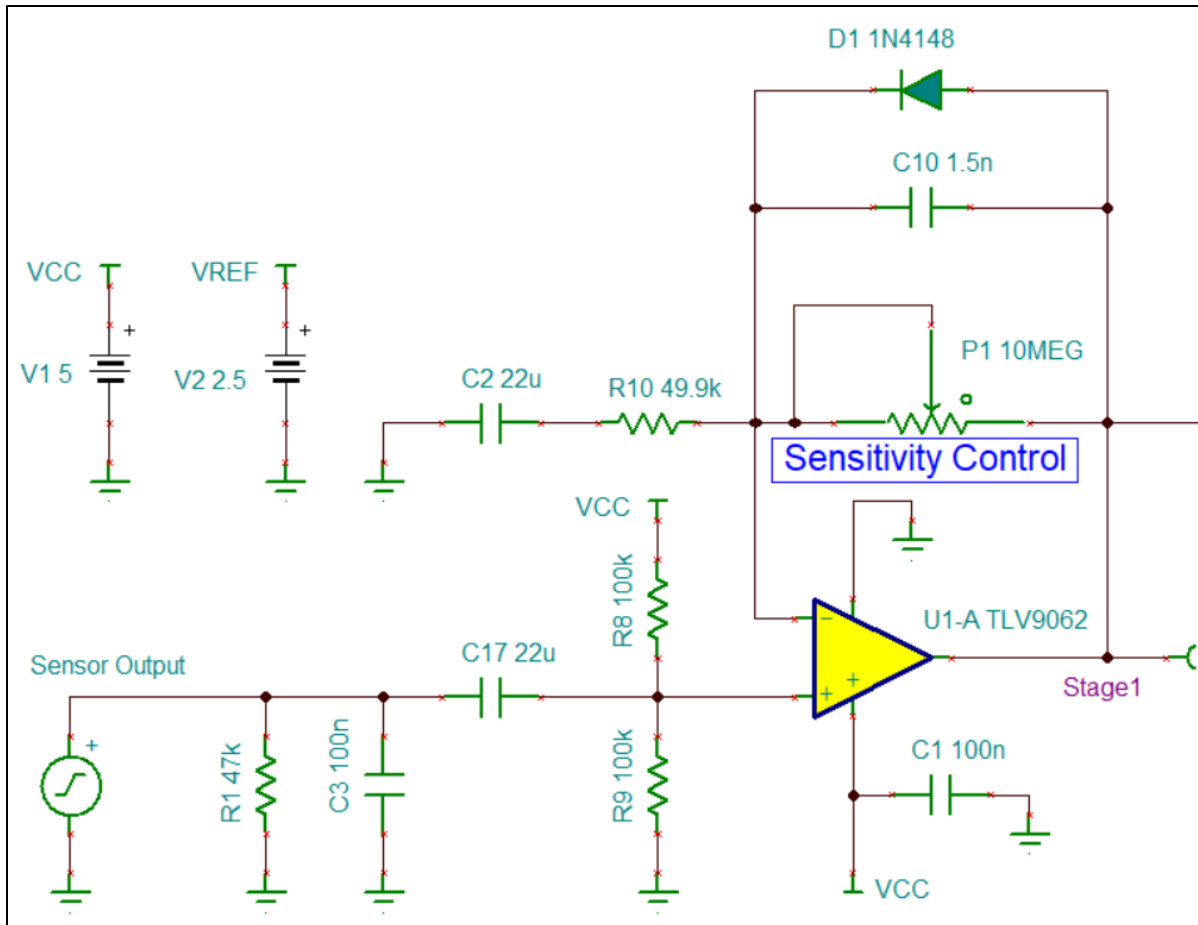 D1 1N4148
C10 1.5n
VCC
VREF
+
+
V1 5
V2 2.5
C2 22u
R10 49.9k
P1 10MEG
Sensitivity Control
VCC
R8 100k
−
U1-A TLV9062
Sensor Output
C17 22u
+
+
Stage1
+
R1 47k
C3 100n
R9 100k
C1 100n
VCC